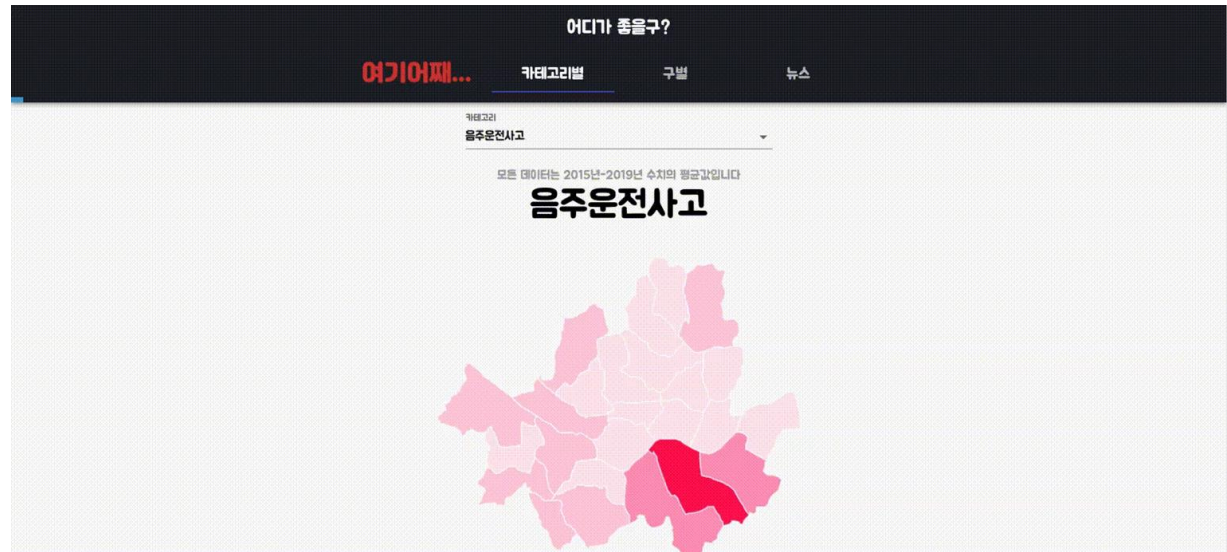 어디가 좋을구?
여기어째... 카테고리별 구별 뉴스
카테고리
음주운전사고
모든 데이터는 2015년-2019년 수치의 평균값입니다
음주운전사고